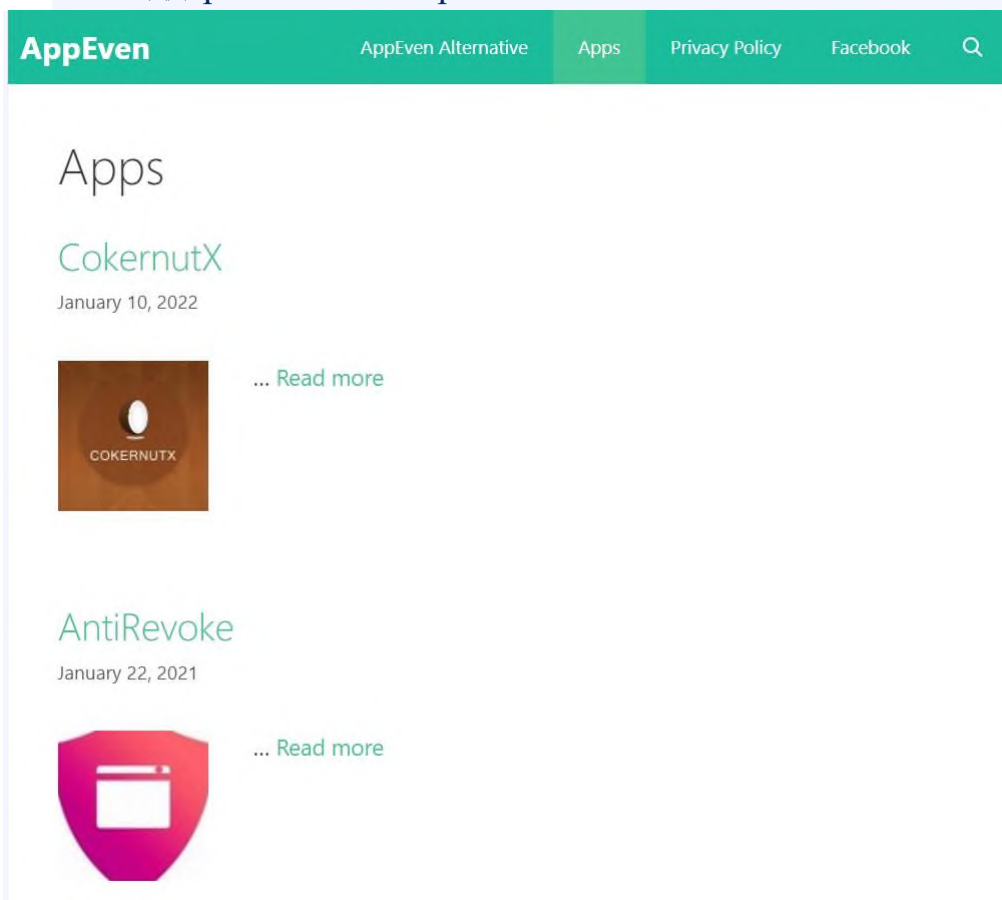 AppEven
AppEven Alternative
Apps
Privacy Policy
Facebook
Apps
CokernutX
January 10, 2022
COKERNUTX
... Read more
AntiRevoke
January 22, 2021
... Read more